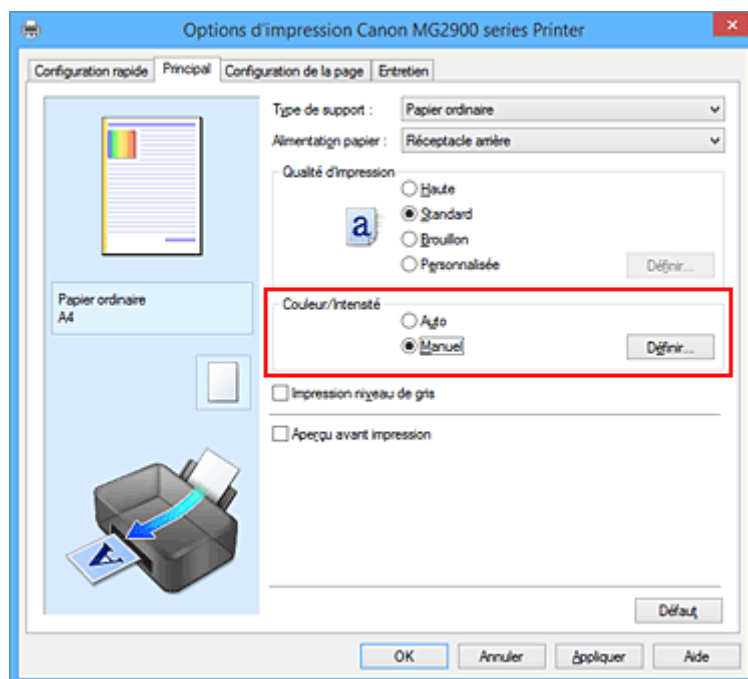 Options d'impression Canon MG2900 series Printer
Configuration rapide Principal Configuration de la page Entretien
Type de support : Papier ordinaire
Alimentation papier : Réceptacle arrière
Qualité d'impression
Haute
a Standard
Brouillon
Personnalisée Définir...
Papier ordinaire
A4
Couleur/Intensité
Auto
Manuel Définir...
Impression niveau de gris
Aperçu avant impression
A
Défaut
OK Annuler Appliquer Aide